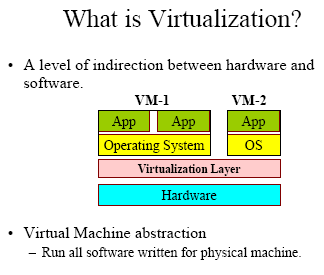 What is Virtualization?
• A level of indirection between hardware and
software.
VM-1 VM-2
App App App
Operating System OS
Virtualization Layer
Hardware
• Virtual Machine abstraction
– Run all software written for physical machine.